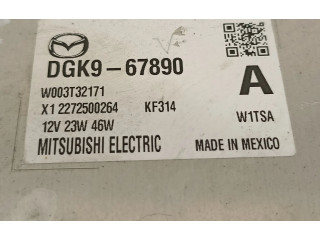 DGK9-67890
W003T32171
A
X1 2272500264 KF314
12V 23W 46W
W1TSA
MITSUBISHI ELECTRIC
MADE IN MEXICO